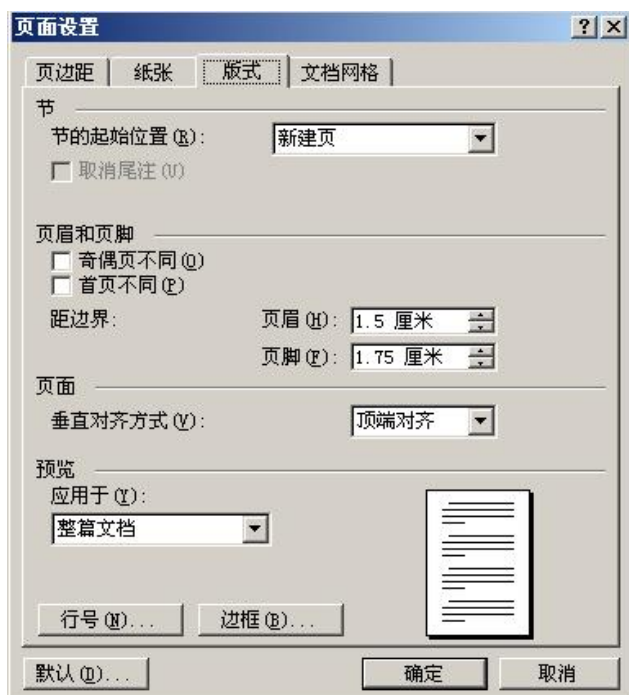 页面设置
页边距 纸张 版式 文档网格
节
节的起始位置(R): 新建页
取消尾注(U)
页眉和页脚
奇偶页不同(O)
首页不同(P)
距边界: 页眉(H): 1.5 厘米
页脚(F): 1.75 厘米
页面
垂直对齐方式(V): 顶端对齐
预览
应用于(Y):
整篇文档
行号(N)... 边框(B)...
默认(D)... 确定 取消